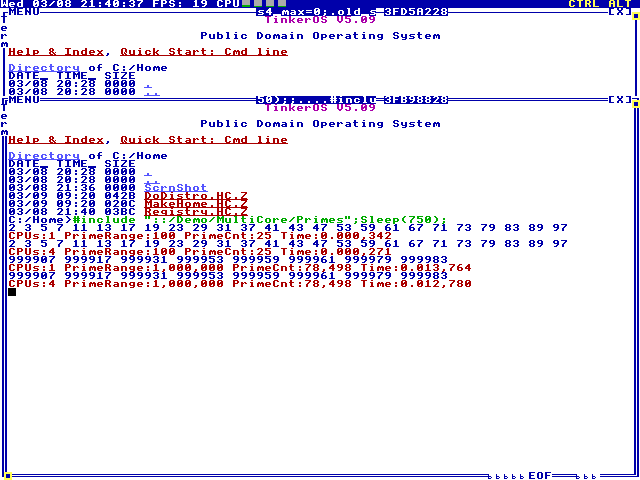 Wed 03/08 21:40:37 FPS: 19 CPU CTRL ALT
MENU s4_max=0;.old_s 3FD5A228 [X]
Term
TinkerOS V5.09
Public Domain Operating System
Help & Index, Quick Start: Cmd line
Directory of C:/Home
DATE_ TIME_ SIZE
03/08 20:28 0000 .
03/08 20:28 0000 ..
MENU 50);;....#inclu 3FB98828 [X]
Term
TinkerOS V5.09
Public Domain Operating System
Help & Index, Quick Start: Cmd line
Directory of C:/Home
DATE_ TIME_ SIZE
03/08 20:28 0000 .
03/08 20:28 0000 ..
03/08 21:36 0000 ScrnShot
03/09 09:20 042B DoDistro.HC.Z
03/09 09:20 020C MakeHome.HC.Z
03/08 21:40 03BC Registry.HC.Z
C:/Home>#include "::/Demo/MultiCore/Primes";Sleep(750);
2 3 5 7 11 13 17 19 23 29 31 37 41 43 47 53 59 61 67 71 73 79 83 89 97
CPUs:1 PrimeRange:100 PrimeCnt:25 Time:0.000,342
2 3 5 7 11 13 17 19 23 29 31 37 41 43 47 53 59 61 67 71 73 79 83 89 97
CPUs:4 PrimeRange:100 PrimeCnt:25 Time:0.000,271
999907 999917 999931 999953 999959 999961 999979 999983
CPUs:1 PrimeRange:1,000,000 PrimeCnt:78,498 Time:0.013,764
999907 999917 999931 999953 999959 999961 999979 999983
CPUs:4 PrimeRange:1,000,000 PrimeCnt:78,498 Time:0.012,780
EOF